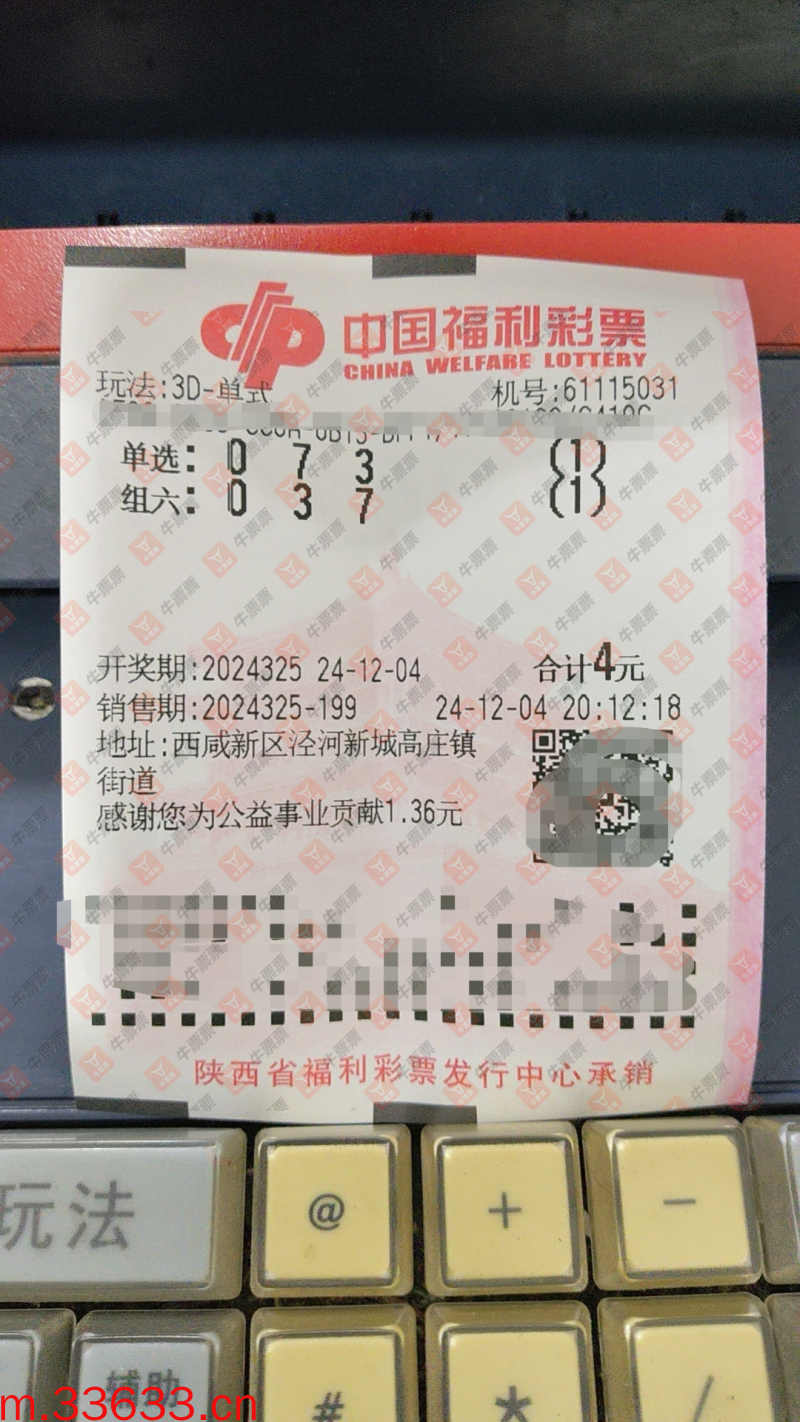 中国福利彩票
CHINA WELFARE LOTTERY
玩法:3D-单式 机号:61115031
单选: 0 7 3 {1}
组六: 0 3 7 {1}
开奖期:2024325 24-12-04 合计4元
销售期:2024325-199 24-12-04 20:12:18
地址:西咸新区泾河新城高庄镇
街道
感谢您为公益事业贡献1.36元
陕西省福利彩票发行中心承销
牛票票
玩法 @ + -
辅助 # * /
m.33633.cn